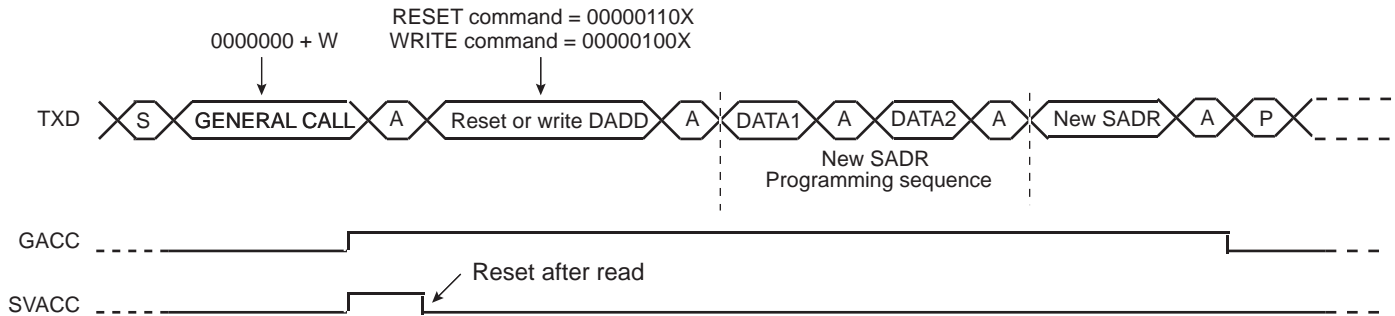 RESET command = 00000110X
0000000 + W
WRITE command = 00000100X
TXD
S
GENERAL CALL
A
Reset or write DADD
A
DATA1
A
DATA2
A
New SADR
A
P
New SADR
Programming sequence
GACC
Reset after read
SVACC